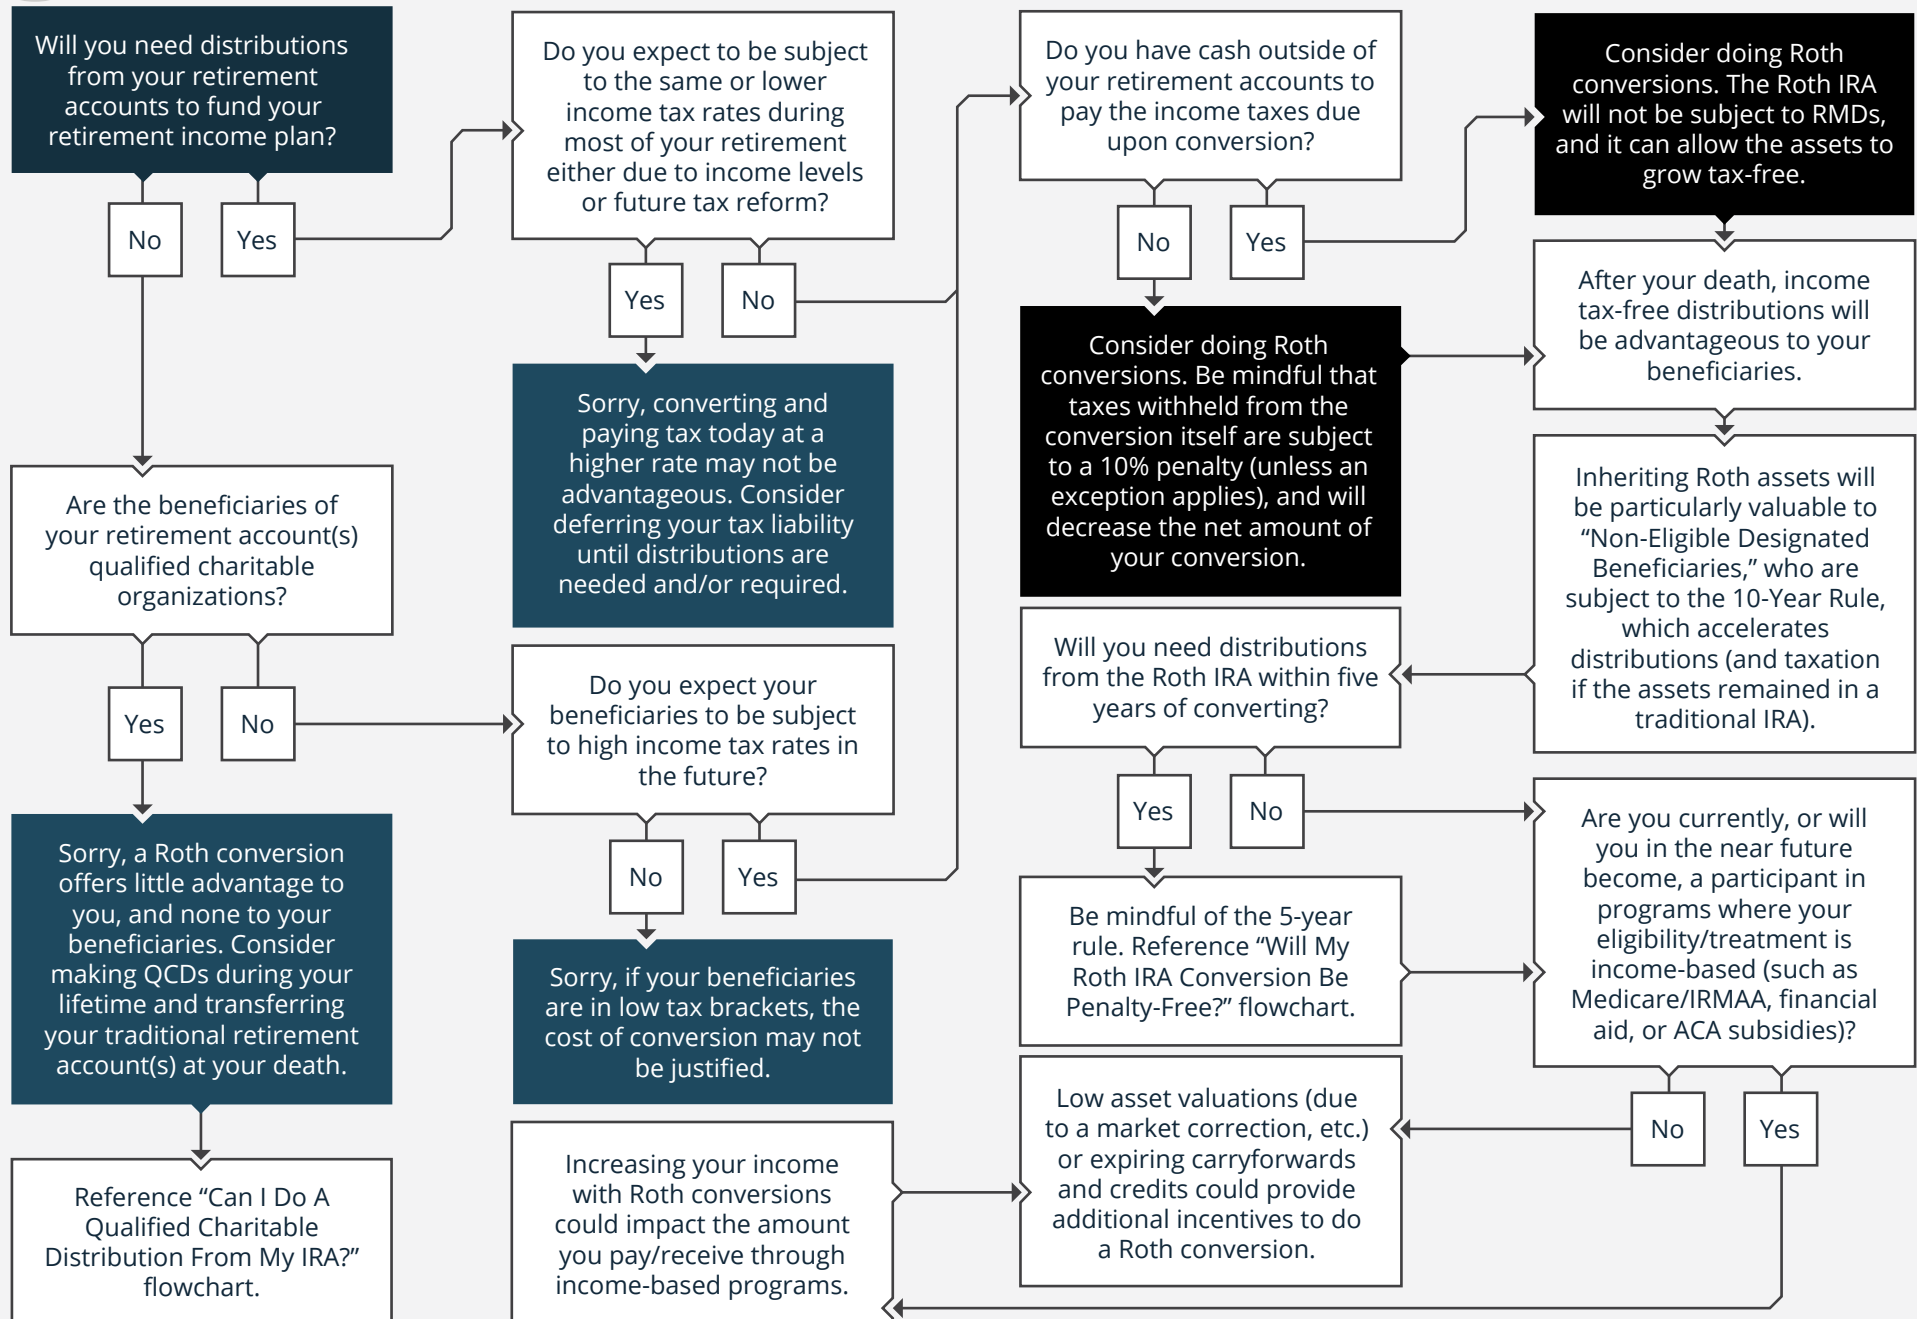 Will you need distributions
from your retirement
accounts to fund your
retirement income plan?
No
Yes
Do you expect to be subject
to the same or lower
income tax rates during
most of your retirement
either due to income levels
or future tax reform?
Yes
No
Sorry, converting and
paying tax today at a
higher rate may not be
advantageous. Consider
deferring your tax liability
until distributions are
needed and/or required.
Are the beneficiaries of
your retirement account(s)
qualified charitable
organizations?
Yes
No
Sorry, a Roth conversion
offers little advantage to
you, and none to your
beneficiaries. Consider
making QCDs during your
lifetime and transferring
your traditional retirement
account(s) at your death.
Reference “Can I Do A
Qualified Charitable
Distribution From My IRA?”
flowchart.
Do you expect your
beneficiaries to be subject
to high income tax rates in
the future?
No
Yes
Sorry, if your beneficiaries
are in low tax brackets, the
cost of conversion may not
be justified.
Do you have cash outside of
your retirement accounts to
pay the income taxes due
upon conversion?
No
Yes
Consider doing Roth
conversions. Be mindful that
taxes withheld from the
conversion itself are subject
to a 10% penalty (unless an
exception applies), and will
decrease the net amount of
your conversion.
Consider doing Roth
conversions. The Roth IRA
will not be subject to RMDs,
and it can allow the assets to
grow tax-free.
After your death, income
tax-free distributions will
be advantageous to your
beneficiaries.
Inheriting Roth assets will
be particularly valuable to
“Non-Eligible Designated
Beneficiaries,” who are
subject to the 10-Year Rule,
which accelerates
distributions (and taxation
if the assets remained in a
traditional IRA).
Will you need distributions
from the Roth IRA within five
years of converting?
Yes
No
Be mindful of the 5-year
rule. Reference “Will My
Roth IRA Conversion Be
Penalty-Free?” flowchart.
Are you currently, or will
you in the near future
become, a participant in
programs where your
eligibility/treatment is
income-based (such as
Medicare/IRMAA, financial
aid, or ACA subsidies)?
No
Yes
Increasing your income
with Roth conversions
could impact the amount
you pay/receive through
income-based programs.
Low asset valuations (due
to a market correction, etc.)
or expiring carryforwards
and credits could provide
additional incentives to do
a Roth conversion.